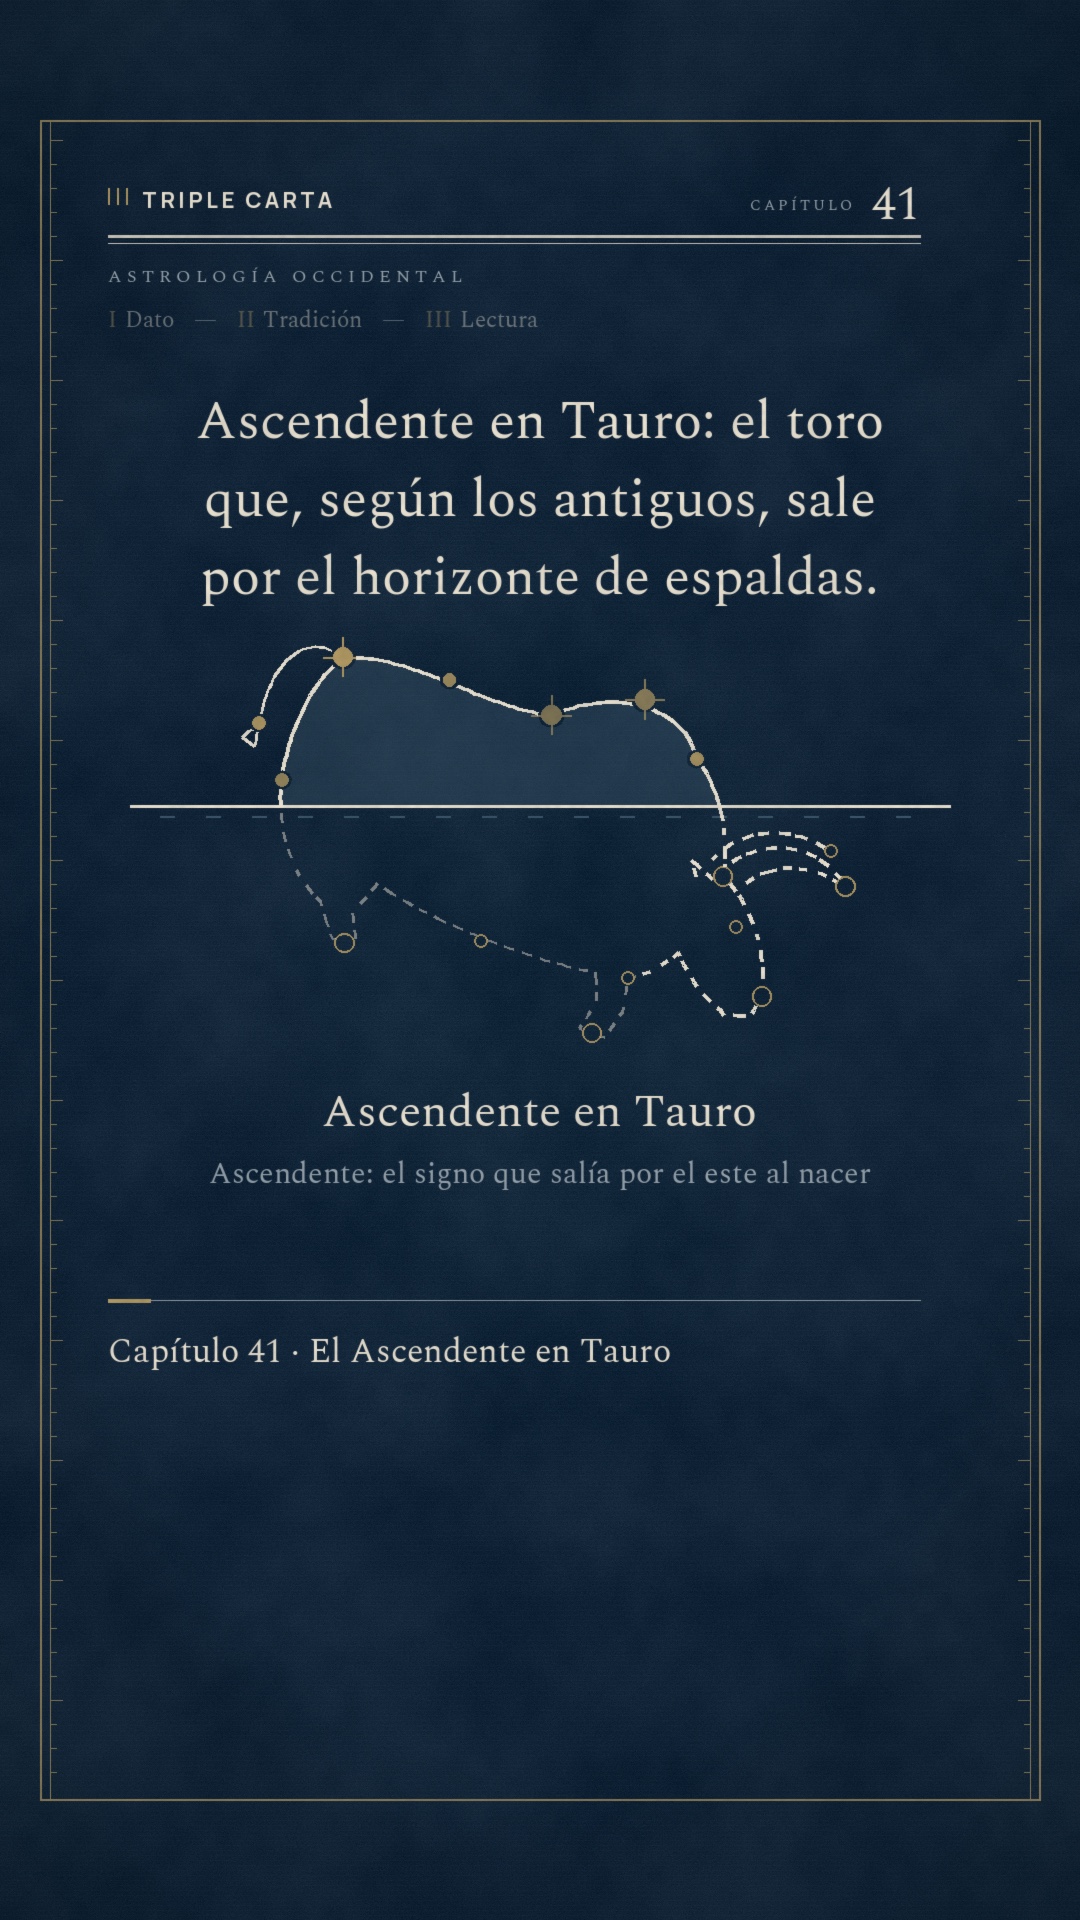 TRIPLE CARTA
CAPÍTULO 41
ASTROLOGÍA OCCIDENTAL
I Dato — II Tradición — III Lectura
Ascendente en Tauro: el toro
que, según los antiguos, sale
por el horizonte de espaldas.
Ascendente en Tauro
Ascendente: el signo que salía por el este al nacer
Capítulo 41 · El Ascendente en Tauro